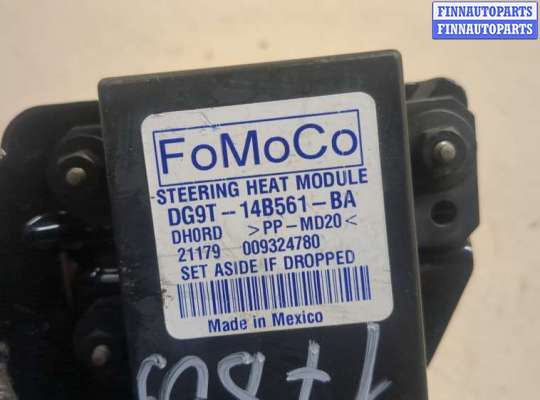 FINNAUTOPARTS
FINNAUTOPARTS
FoMoCo
STEERING HEAT MODULE
DG9T-14B561-BA
DHORD >PP-MD20<
21179 009324780
SET ASIDE IF DROPPED
Made in Mexico